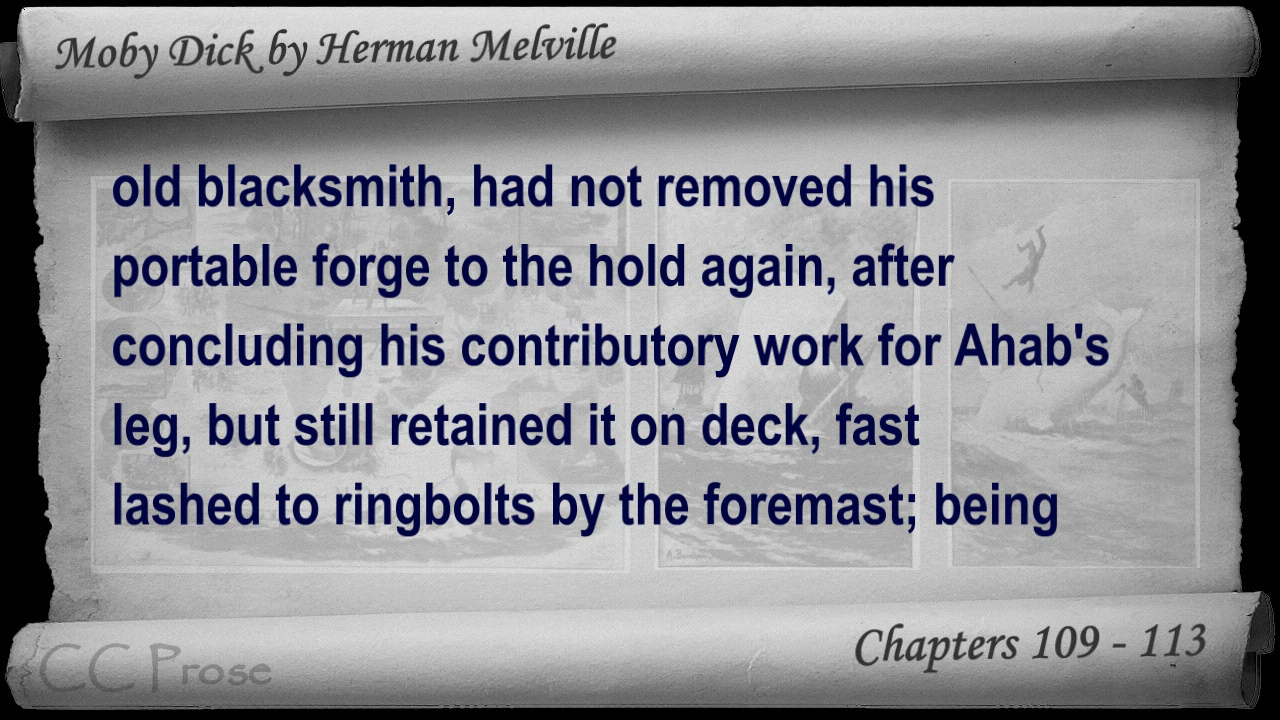 Moby Dick by Herman Melville
old blacksmith, had not removed his
portable forge to the hold again, after
concluding his contributory work for Ahab's
leg, but still retained it on deck, fast
lashed to ringbolts by the foremast; being
Chapters 109 - 113
CC Prose